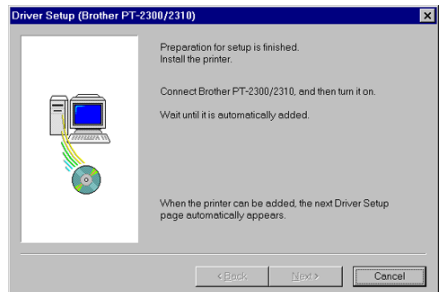 Driver Setup (Brother PT-2300/2310)
Preparation for setup is finished.
Install the printer.
Connect Brother PT-2300/2310, and then turn it on.
Wait until it is automatically added.
When the printer can be added, the next Driver Setup
page automatically appears.
< Back Next > Cancel